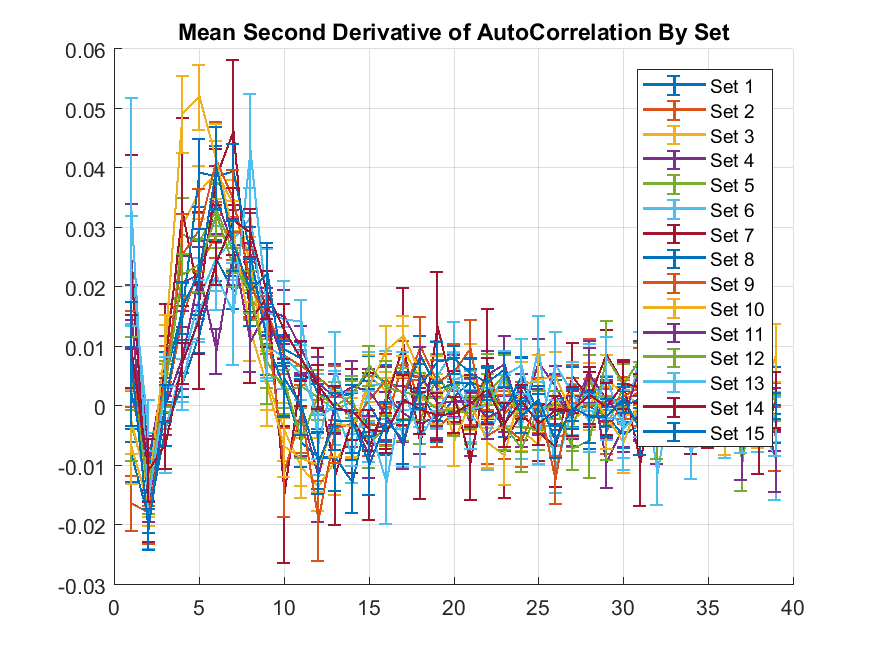 Mean Second Derivative of AutoCorrelation By Set
0.06
0.05
0.04
0.03
0.02
0.01
0
-0.01
-0.02
-0.03
0 5 10 15 20 25 30 35 40
Set 1
Set 2
Set 3
Set 4
Set 5
Set 6
Set 7
Set 8
Set 9
Set 10
Set 11
Set 12
Set 13
Set 14
Set 15